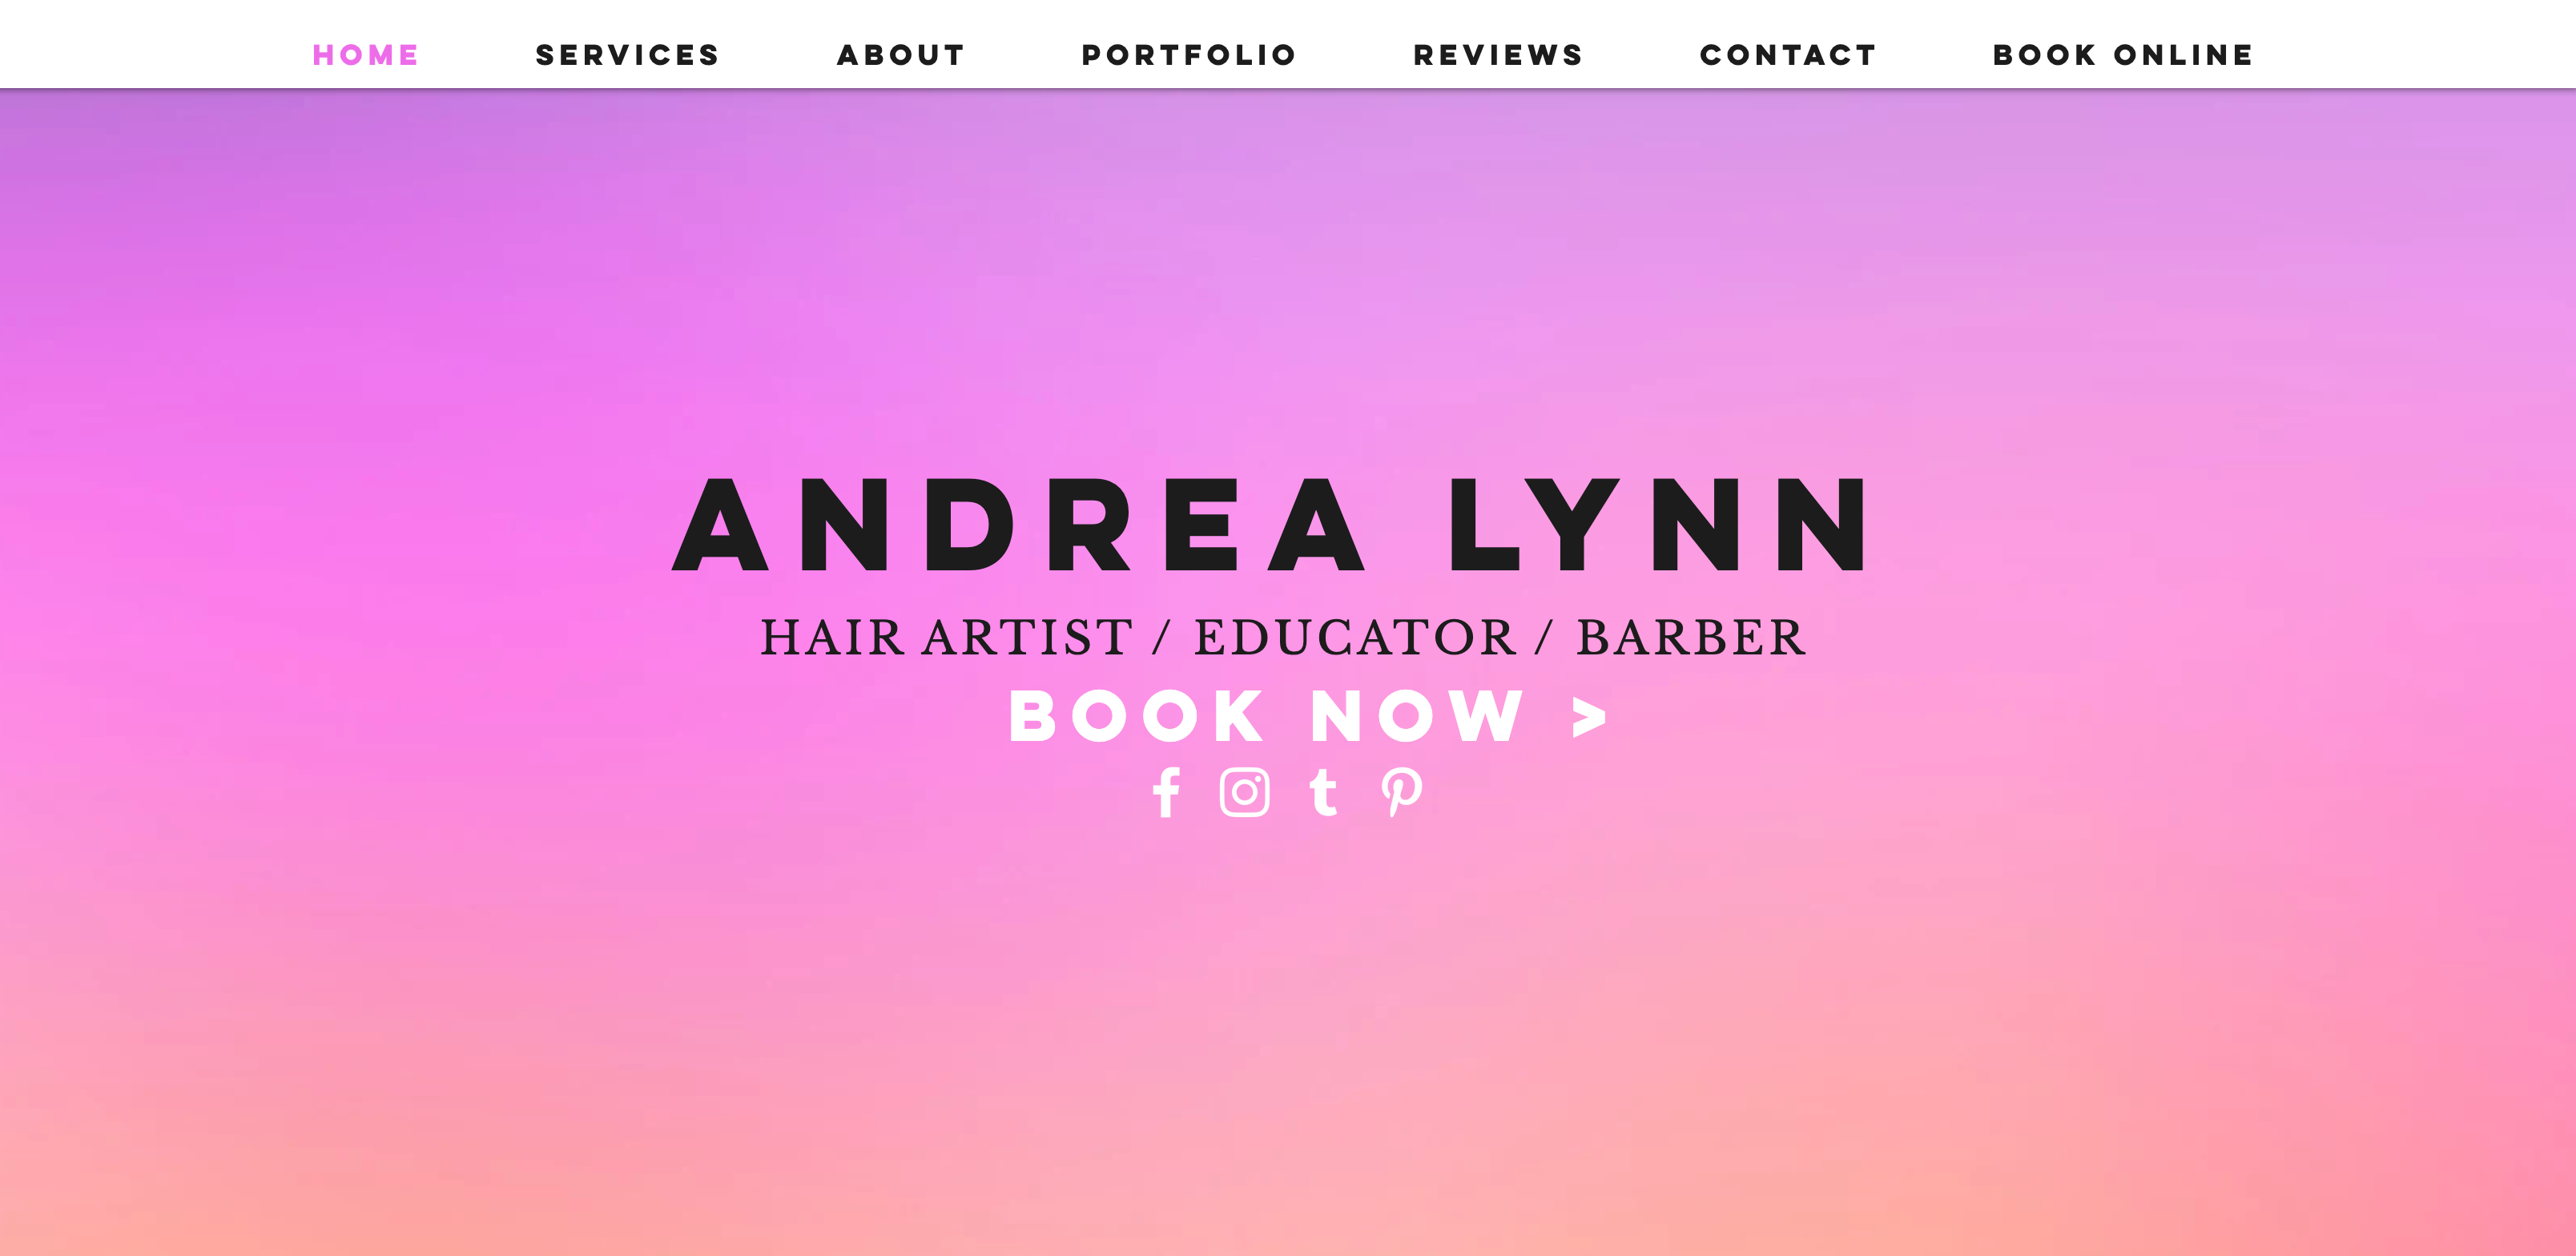 HOME SERVICES ABOUT PORTFOLIO REVIEWS CONTACT BOOK ONLINE
ANDREA LYNN
HAIR ARTIST / EDUCATOR / BARBER
BOOK NOW >